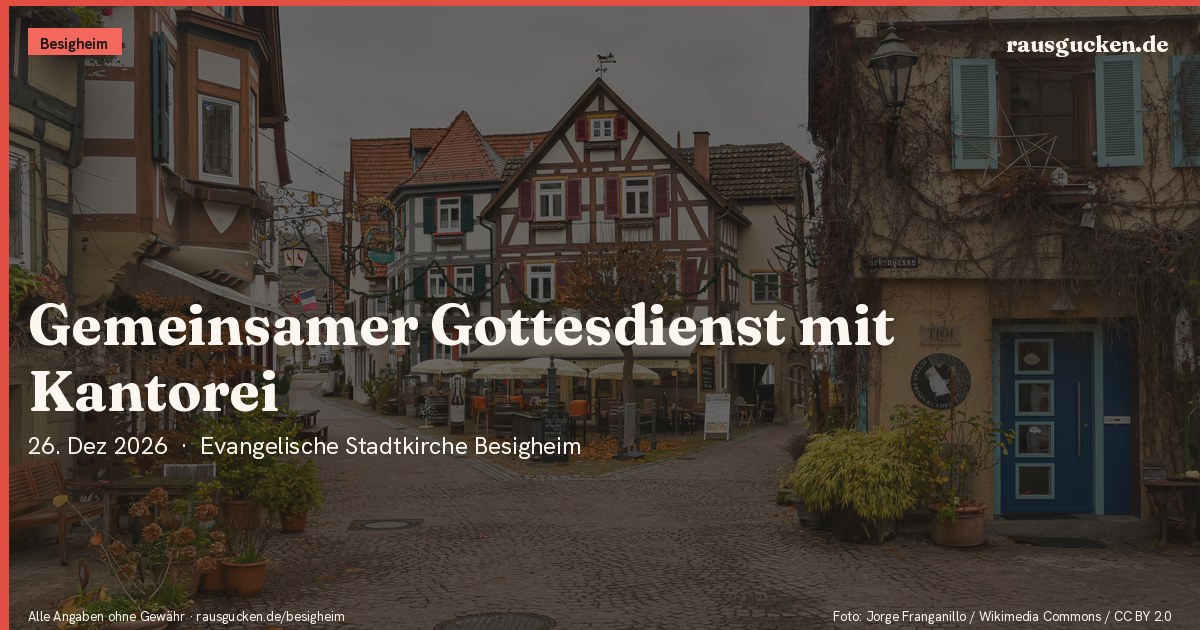 Besigheim
rausgucken.de
Gemeinsamer Gottesdienst mit
Kantorei
26. Dez 2026 · Evangelische Stadtkirche Besigheim
Alle Angaben ohne Gewähr · rausgucken.de/besigheim
Foto: Jorge Franganillo / Wikimedia Commons / CC BY 2.0